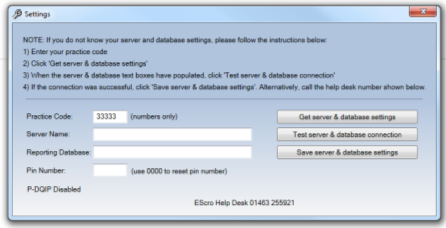 Settings
NOTE: If you do not know your server and database settings, please follow the instructions below:
1) Enter your practice code
2) Click 'Get server & database settings'
3) When the server & database text boxes have populated, click 'Test server & database connection'
4) If the connection was successful, click 'Save server & database settings'. Alternatively, call the help desk number shown below.
Practice Code: 33333 (numbers only) Get server & database settings
Server Name: Test server & database connection
Reporting Database: Save server & database settings
Pin Number: (use 0000 to reset pin number)
P-DQIP Disabled
EScro Help Desk 01463 255921